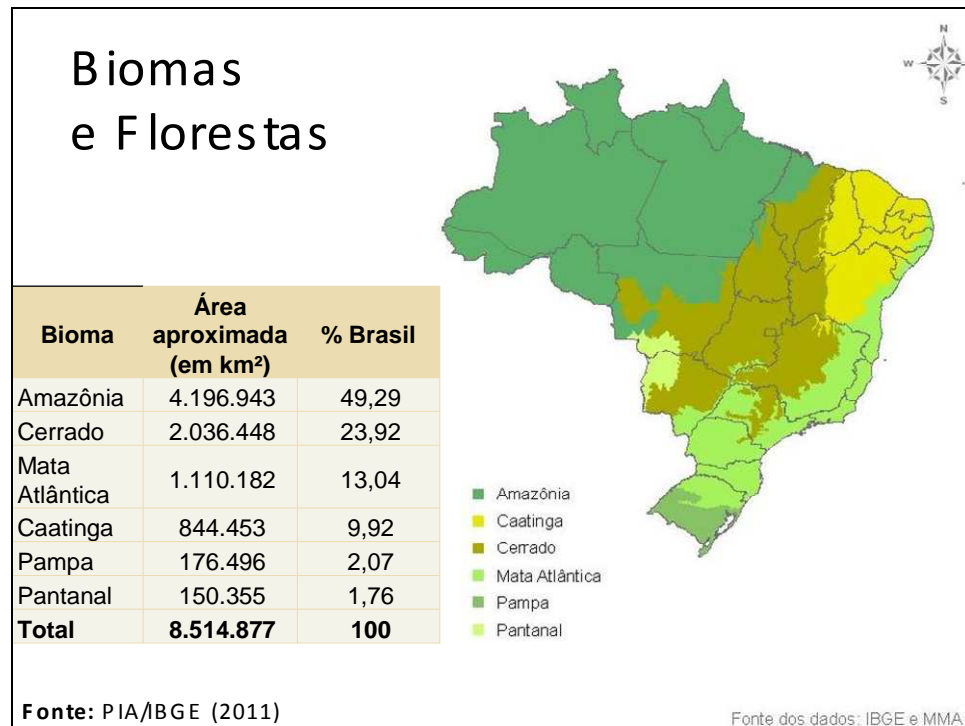 Biomas
e Florestas
N
W
S
Bioma Área aproximada (em km²) % Brasil
Amazônia 4.196.943 49,29
Cerrado 2.036.448 23,92
Mata Atlântica 1.110.182 13,04
Caatinga 844.453 9,92
Pampa 176.496 2,07
Pantanal 150.355 1,76
Total 8.514.877 100
Amazônia
Caatinga
Cerrado
Mata Atlântica
Pampa
Pantanal
Fonte: PIA/IBGE (2011)
Fonte dos dados: IBGE e MMA